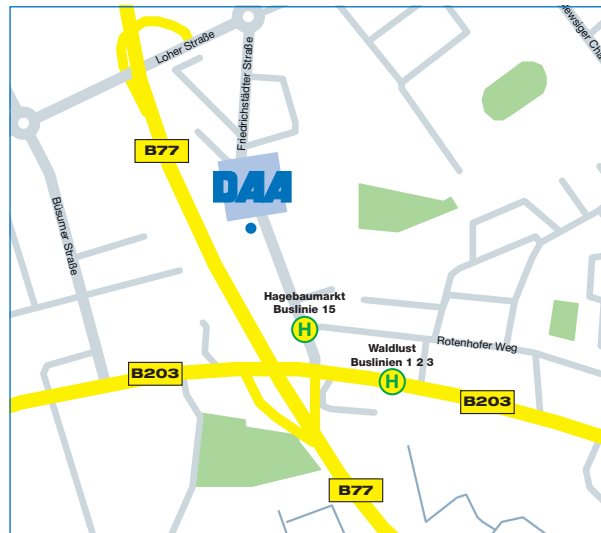 Loher Straße
Friedrichstädter Straße
B77
DAA
Büsumer Straße
Hagebaumarkt
Buslinie 15
H
Rotenhofer Weg
Waldlust
Buslinien 1 2 3
H
B203
B203
B77